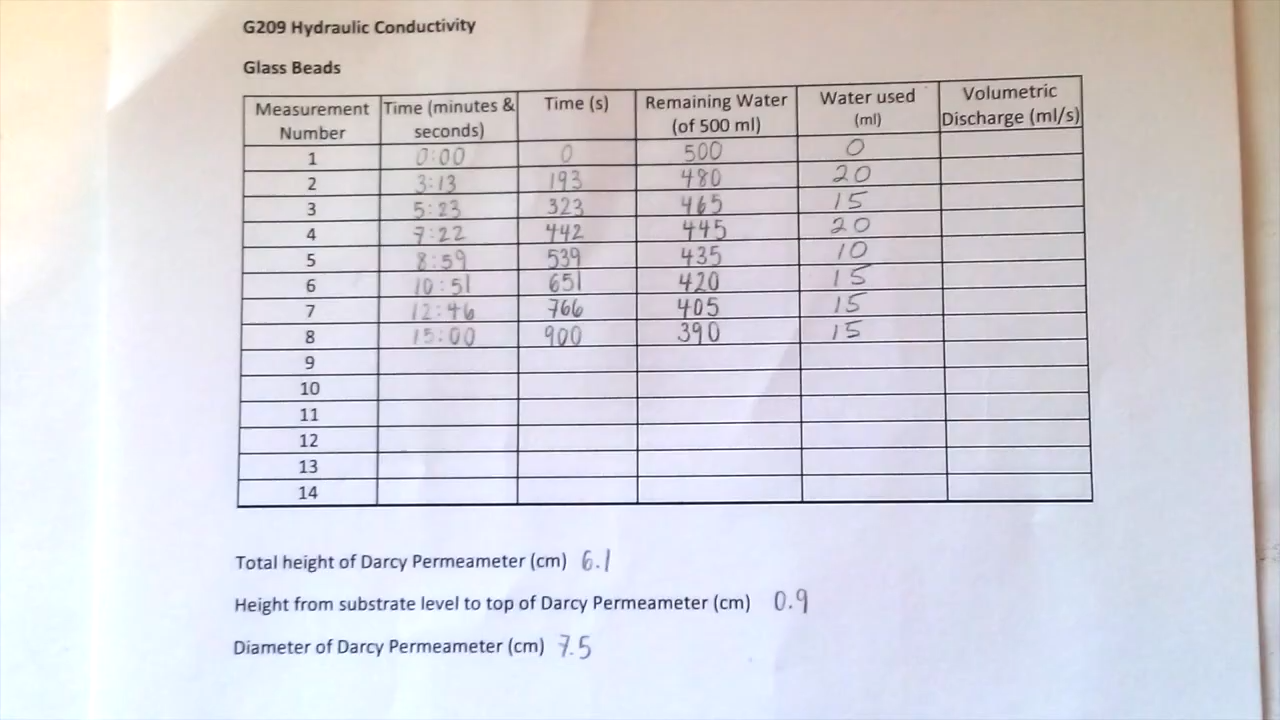 G209 Hydraulic Conductivity
Glass Beads
Measurement Number Time (minutes & seconds) Time (s) Remaining Water (of 500 ml) Water used (ml) Volumetric Discharge (ml/s)
1 0:00 0 500 0
2 3:13 193 480 20
3 5:23 323 465 15
4 7:22 442 445 20
5 8:59 539 435 10
6 10:51 651 420 15
7 12:46 766 405 15
8 15:00 900 390 15
9
10
11
12
13
14
Total height of Darcy Permeameter (cm) 6.1
Height from substrate level to top of Darcy Permeameter (cm) 0.9
Diameter of Darcy Permeameter (cm) 7.5